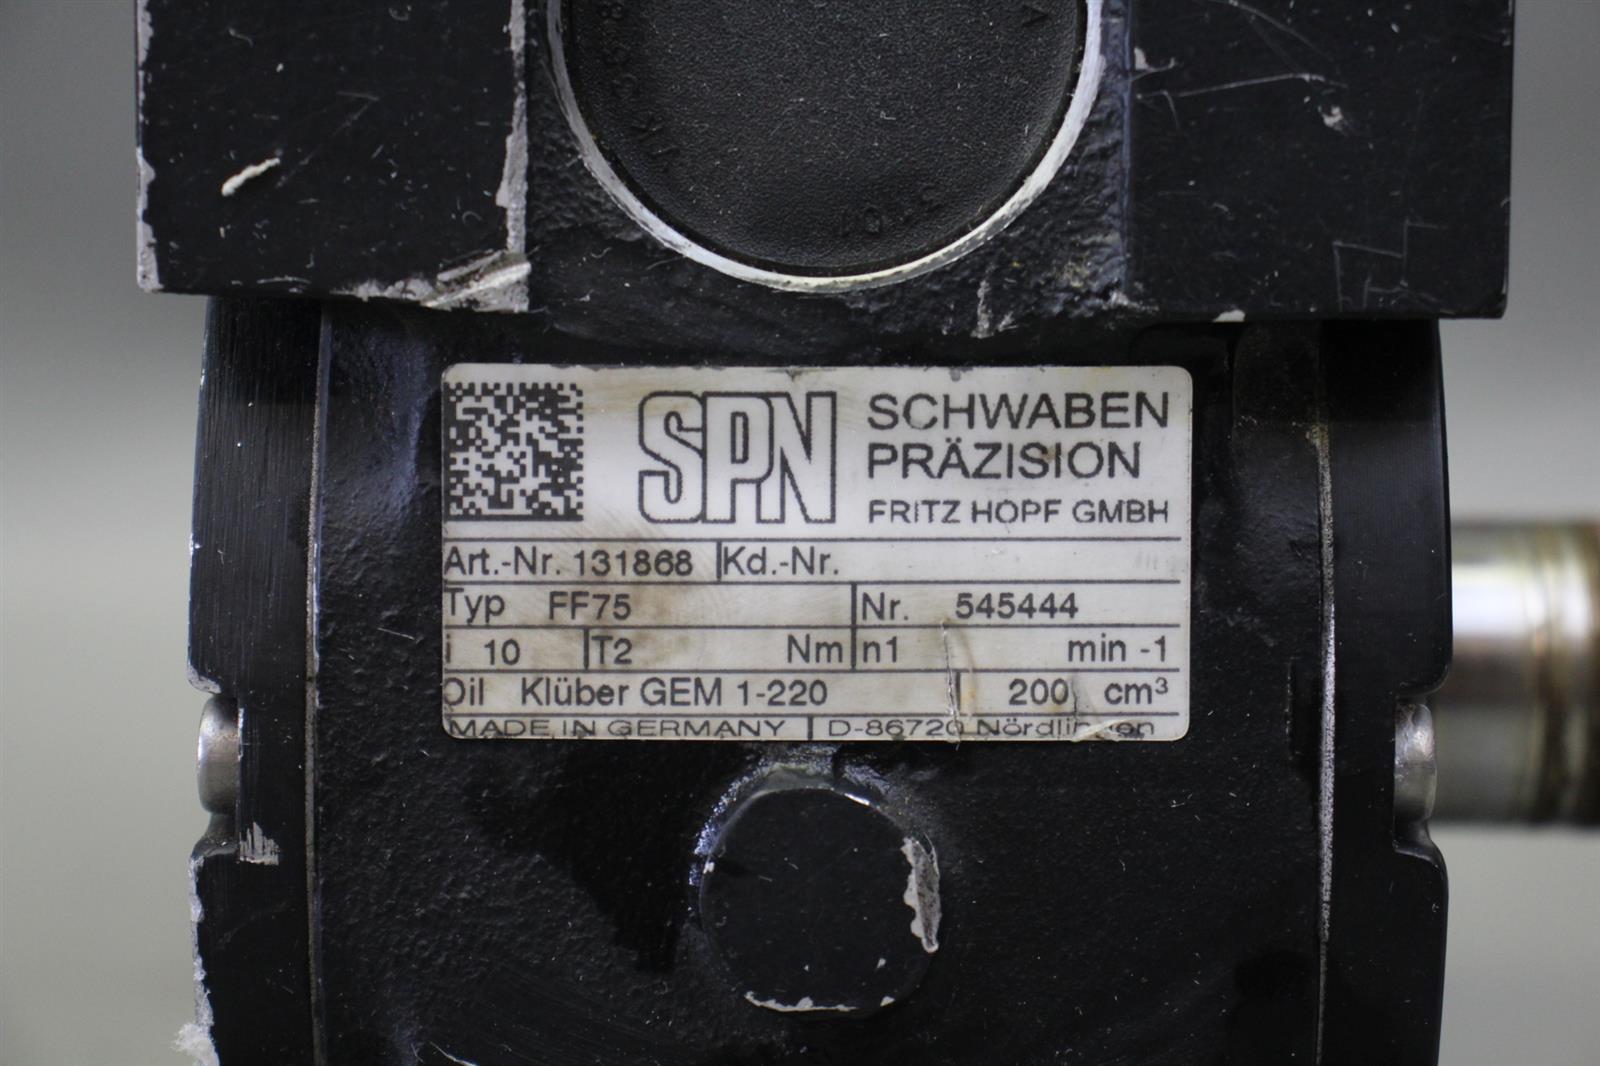 SPN
SCHWABEN
PRÄZISION
FRITZ HOPF GMBH
Art.-Nr. 131868 Kd.-Nr.
Typ FF75 Nr. 545444
i 10 T2 Nm n1 min -1
Oil Klüber GEM 1-220 200 cm³
MADE IN GERMANY D-86720 Nördlingen